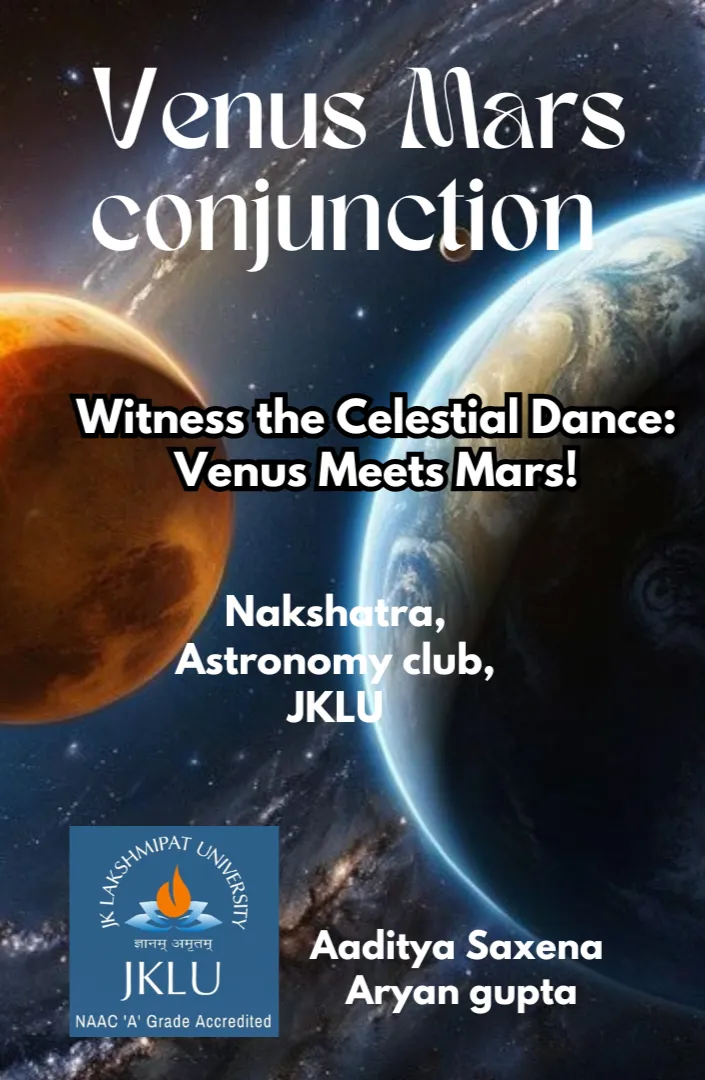 Venus Mars
conjunction
Witness the Celestial Dance:
Venus Meets Mars!
Nakshatra,
Astronomy club,
JKLU
JK LAKSHMIPAT UNIVERSITY
ज्ञानम् अमृतम्
JKLU
NAAC 'A' Grade Accredited
Aaditya Saxena
Aryan gupta